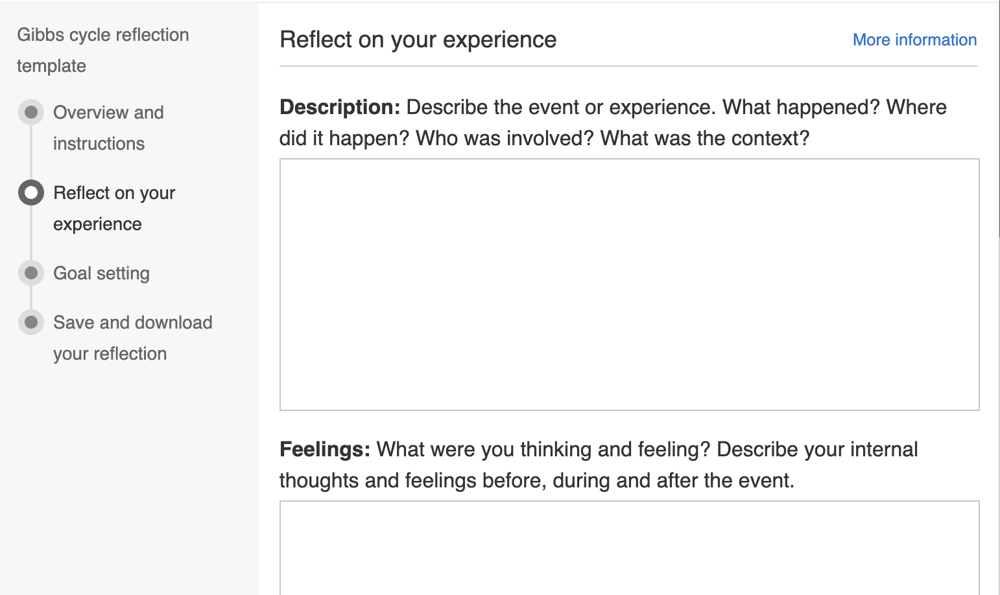 Gibbs cycle reflection
template
Overview and
instructions
Reflect on your
experience
Goal setting
Save and download
your reflection
Reflect on your experience
More information
Description: Describe the event or experience. What happened? Where
did it happen? Who was involved? What was the context?
Feelings: What were you thinking and feeling? Describe your internal
thoughts and feelings before, during and after the event.